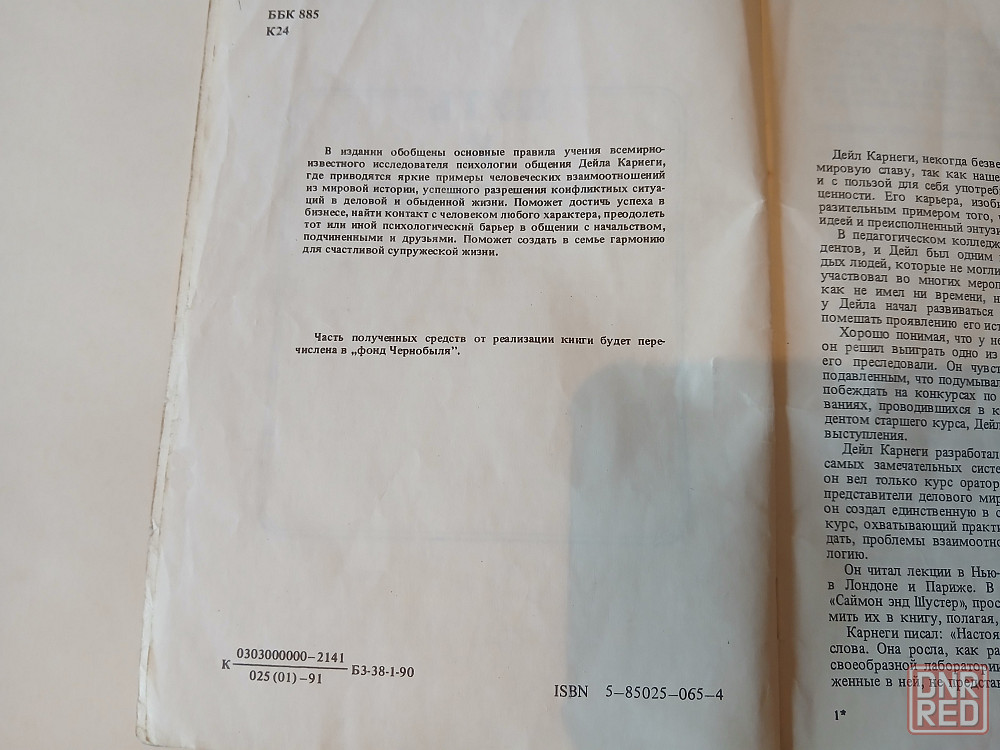 ББК 885
К24
В издании обобщены основные правила учения всемирно-
известного исследователя психологии общения Дейла Карнеги,
где приводятся яркие примеры человеческих взаимоотношений
из мировой истории, успешного разрешения конфликтных ситуа-
ций в деловой и обыденной жизни. Поможет достичь успеха в
бизнесе, найти контакт с человеком любого характера, преодолеть
тот или иной психологический барьер в общении с начальством,
подчиненными и друзьями. Поможет создать в семье гармонию
для счастливой супружеской жизни.
Часть полученных средств от реализации книги будет пере-
числена в „фонд Чернобыля".
К 0303000000—2141
025 (01)—91
БЗ-38-1-90
ISBN 5—85025—065—4
Дейл Карнеги, некогда безве
мировую славу, так как наше
и с пользой для себя употреб
ценности. Его карьера, изоби
разительным примером того,
идеей и преисполненный энтузи
В педагогическом колледж
дентов, и Дейл был одним
дых людей, которые не могли
участвовал во многих мероп
как не имел ни времени, н
у Дейла начал развиваться
помешать проявлению его ист
Хорошо понимая, что у не
он решил выиграть одно из
его преследовали. Он чувст
подавленным, что подумывал
побеждать на конкурсах по
ваниях, проводившихся в к
дентом старшего курса, Дейл
выступления.
Дейл Карнеги разработал
самых замечательных систе
он вел только курс оратор
представители делового мир
он создал единственную в с
курс, охватывающий практи
дать, проблемы взаимоотно
логию.
Он читал лекции в Нью-
в Лондоне и Париже. В
«Саймон энд Шустер», прос
мить их в книгу, полагая,
Карнеги писал: «Настоя
слова. Она росла, как ра
своеобразной лаборатории
женные в ней, не представ
1*
DNR
RED